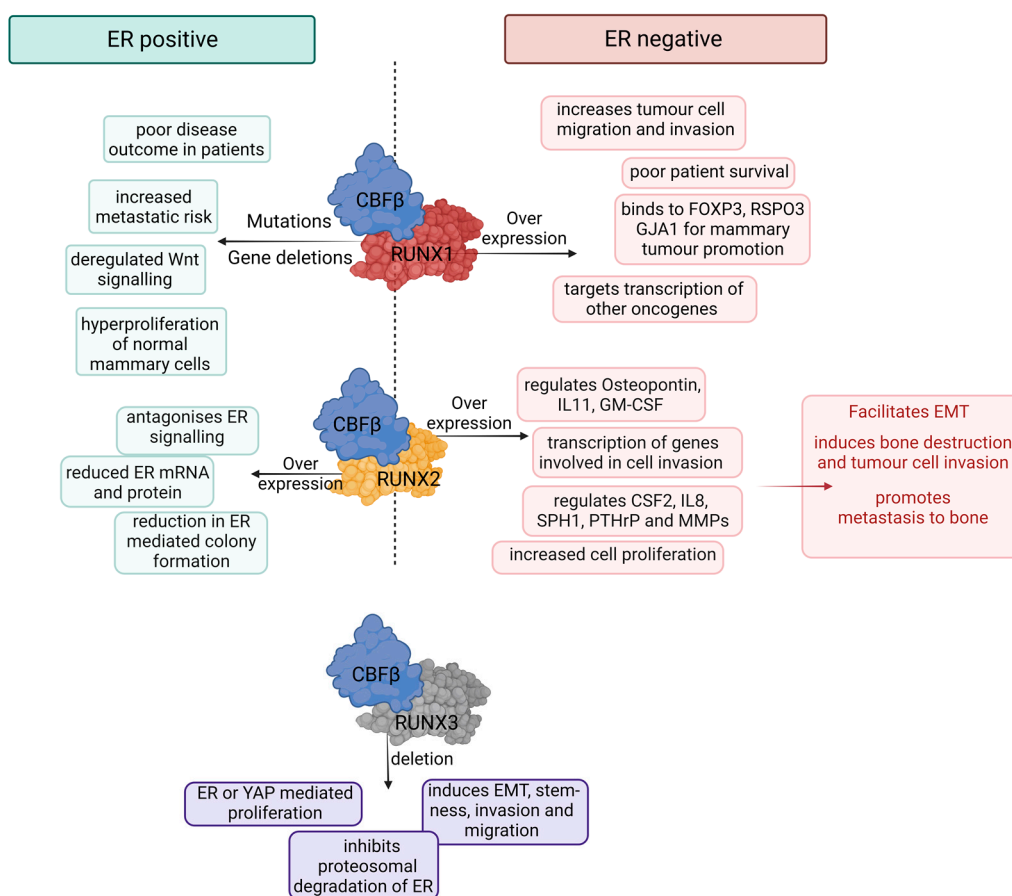 ER positive
ER negative
poor disease
outcome in patients
increased
metastatic risk
deregulated Wnt
signalling
hyperproliferation
of normal
mammary cells
Mutations
Gene deletions
CBFβ
RUNX1
Over
expression
increases tumour cell
migration and invasion
poor patient survival
binds to FOXP3, RSPO3
GJA1 for mammary
tumour promotion
targets transcription of
other oncogenes
antagonises ER
signalling
reduced ER mRNA
and protein
reduction in ER
mediated colony
formation
Over
expression
CBFβ
RUNX2
Over
expression
regulates Osteopontin,
IL11, GM-CSF
transcription of genes
involved in cell invasion
regulates CSF2, IL8,
SPH1, PTHrP and MMPs
increased cell proliferation
Facilitates EMT
induces bone destruction
and tumour cell invasion
promotes
metastasis to bone
CBFβ
RUNX3
deletion
ER or YAP mediated
proliferation
induces EMT, stem-
ness, invasion and
migration
inhibits
proteosomal
degradation of ER